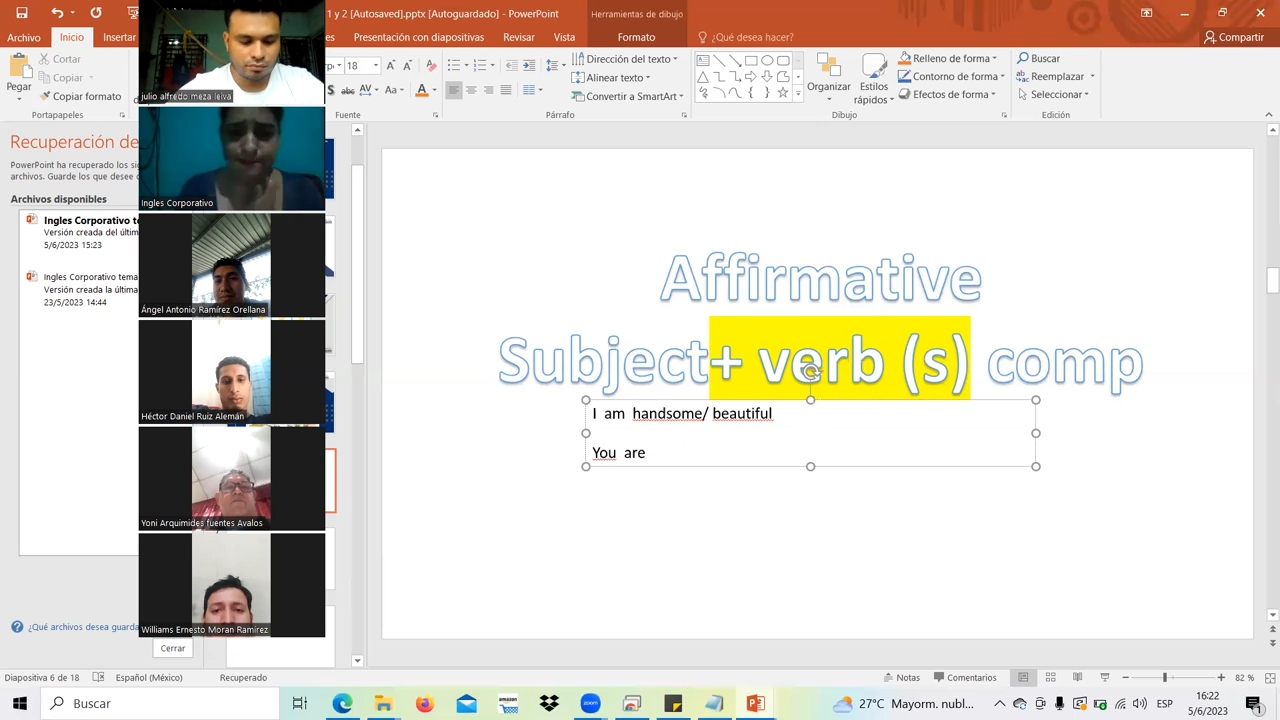 1 y 2 [Autosaved].pptx [Autoguardado] - PowerPoint
Herramientas de dibujo
Archivo
Inicio
Insertar
Presentación con diapositivas
Revisar
Vista
Formato
¿Qué desea hacer?
Compartir
Pegar
Cortar
Copiar
Copiar formato
Portapapeles
18
S
abc
AV
Aa
A
Fuente
Dirección del texto
Alinear texto
SmartArt
Párrafo
Organizar
Estilos rápidos
Relleno de forma
Contorno de forma
Efectos de forma
Dibujo
Buscar
Reemplazar
Seleccionar
Edición
Recuperación de
PowerPoint ha recuperado los si
archivos. Guarde los que desee c
Archivos disponibles
Ingles Corporativo te
Versión creada del últim
5/6/2023 15:23
Ingles Corporativo tema
Versión creada la última
23/5/2023 14:44
¿Qué archivos desea guarda
Cerrar
julio alfredo meza leiva
Ingles Corporativo
Ángel Antonio Ramírez Orellana
Héctor Daniel Ruiz Alemán
Yoni Arquimides fuentes Avalos
Williams Ernesto Moran Ramirez
Affirmative
Subject+ verb (s) comp
I am handsome/ beautiful
You are
Diapositiva 6 de 18
Español (México)
Recuperado
Notas
Comentarios
82 %
Buscar
amazon
zoom
27°C Mayorm. nubl...
ESP
16:22
5/6/2023
1